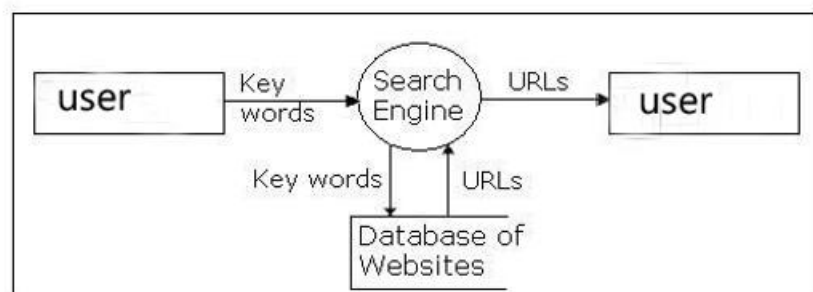 user
Key
words
Search
Engine
URLs
user
Key words
URLs
Database of
Websites